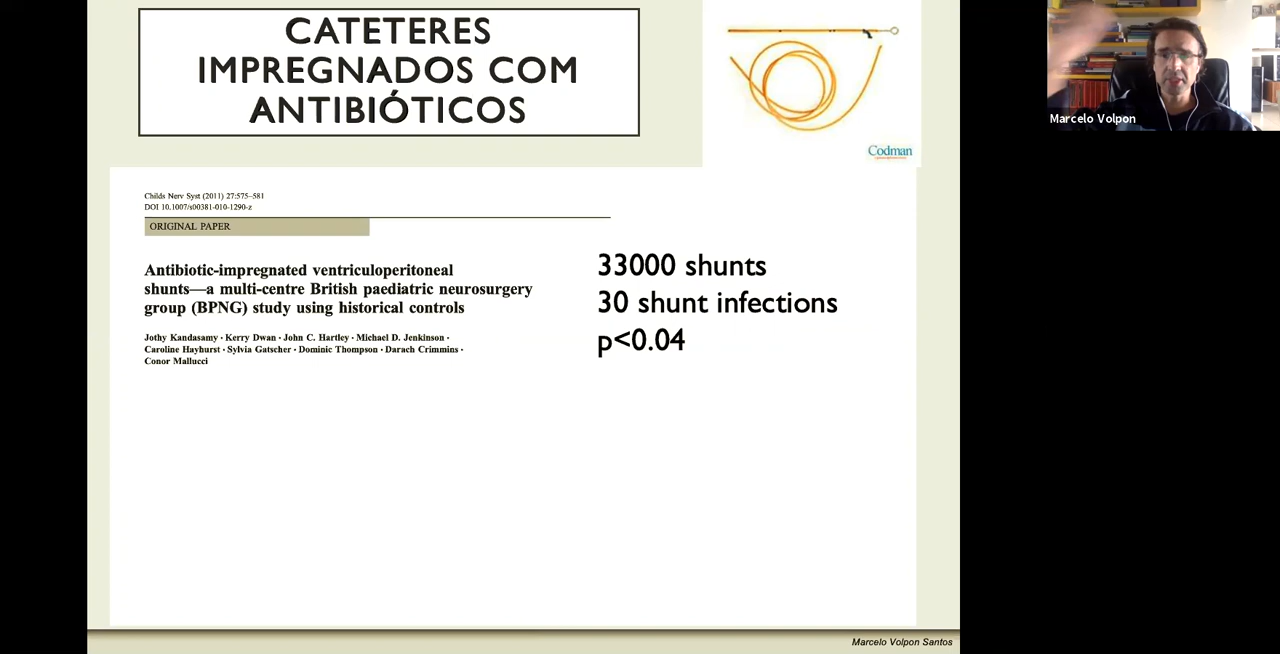 CATETERES
IMPREGNADOS COM
ANTIBIÓTICOS
Codman
Marcelo Volpon
Childs Nerv Syst (2011) 27:575–581
DOI 10.1007/s00381-010-1290-z
ORIGINAL PAPER
Antibiotic-impregnated ventriculoperitoneal
shunts—a multi-centre British paediatric neurosurgery
group (BPNG) study using historical controls
Jothy Kandasamy · Kerry Dwan · John C. Hartley · Michael D. Jenkinson ·
Caroline Hayhurst · Sylvia Gatscher · Dominic Thompson · Darach Crimmins ·
Conor Mallucci
33000 shunts
30 shunt infections
p<0.04
Marcelo Volpon Santos